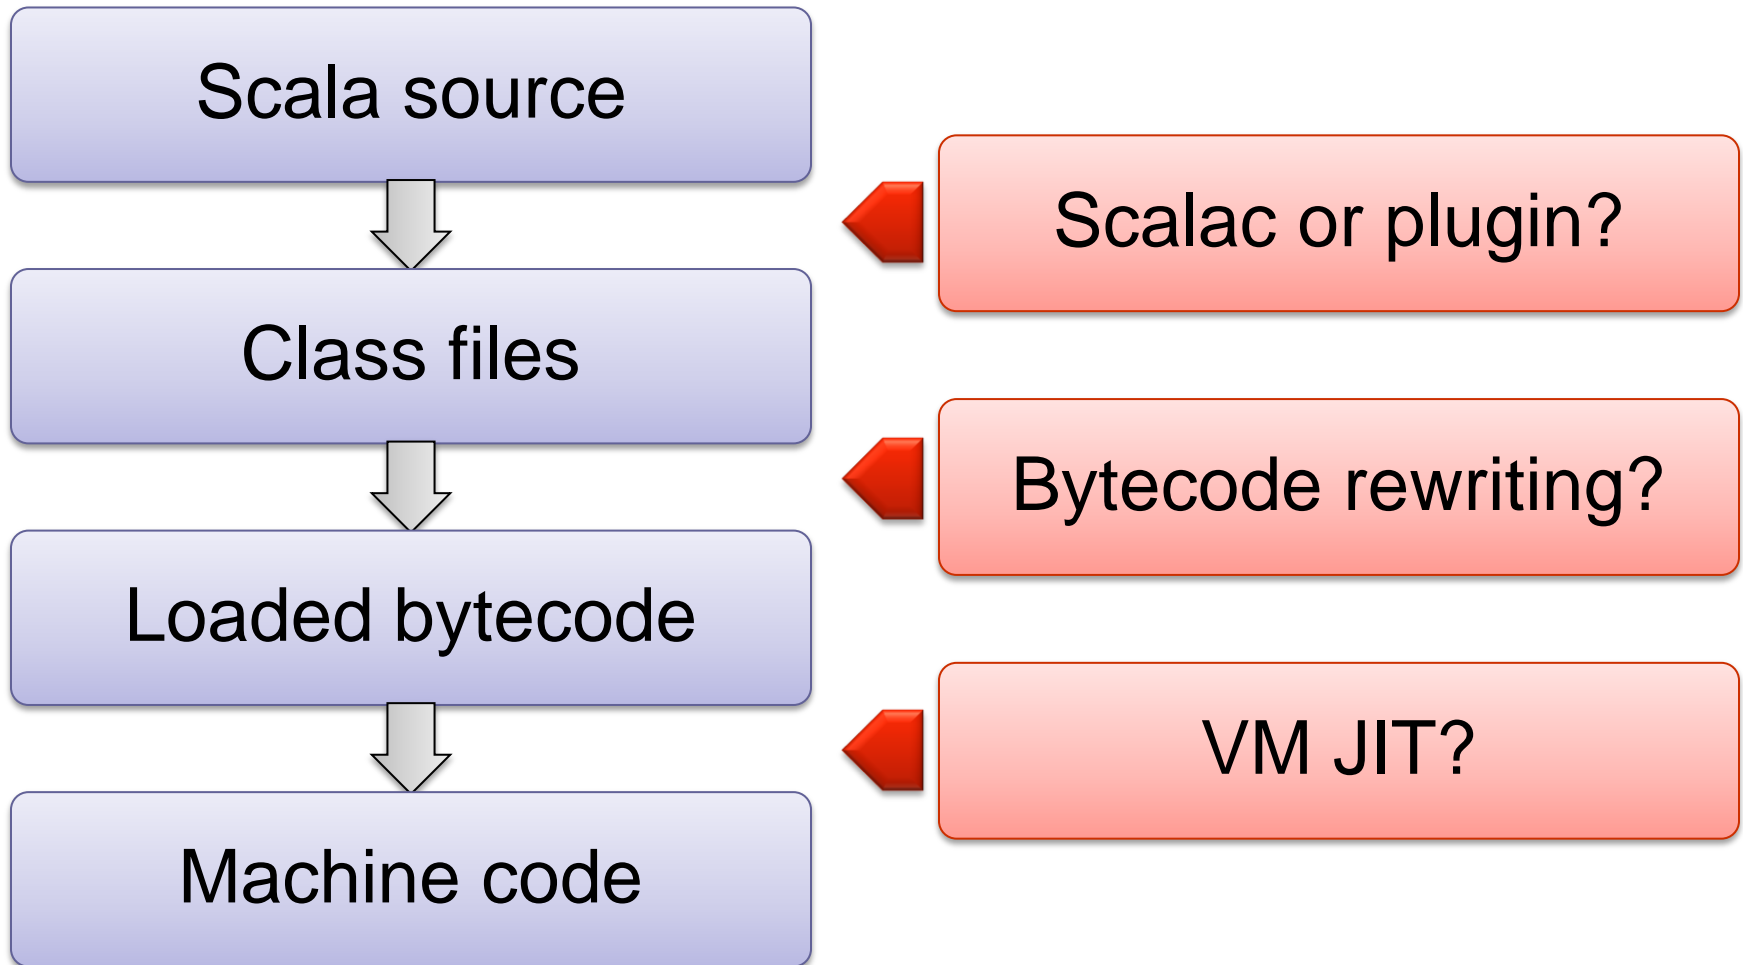 Scala source
Scalac or plugin?
Class files
Bytecode rewriting?
Loaded bytecode
VM JIT?
Machine code